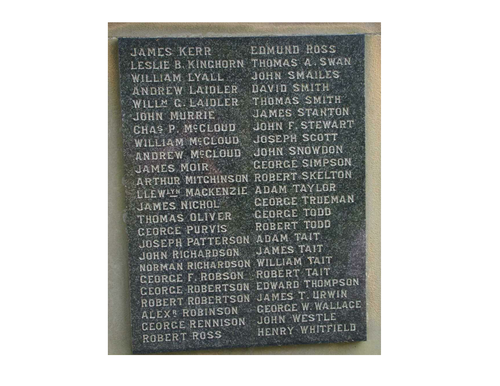 JAMES KERR
LESLIE B. KINGHORN
WILLIAM LYALL
ANDREW LAIDLER
WILLM G. LAIDLER
JOHN MURRIE
CHAS P. McCLOUD
WILLIAM McCLOUD
ANDREW McCLOUD
JAMES MOIR
ARTHUR MITCHINSON
LLEWLYN MACKENZIE
JAMES NICHOL
THOMAS OLIVER
GEORGE PURVIS
JOSEPH PATTERSON
JOHN RICHARDSON
NORMAN RICHARDSON
GEORGE F. ROBSON
GEORGE ROBERTSON
ROBERT ROBERTSON
ALEXR ROBINSON
GEORGE RENNISON
ROBERT ROSS
EDMUND ROSS
THOMAS A. SWAN
JOHN SMAILES
DAVID SMITH
THOMAS SMITH
JAMES STANTON
JOHN F. STEWART
JOSEPH SCOTT
JOHN SNOWDON
GEORGE SIMPSON
ROBERT SKELTON
ADAM TAYLOR
GEORGE TRUEMAN
GEORGE TODD
ROBERT TODD
ADAM TAIT
JAMES TAIT
WILLIAM TAIT
ROBERT TAIT
EDWARD THOMPSON
JAMES T. URWIN
GEORGE W. WALLACE
JOHN WESTLE
HENRY WHITFIELD